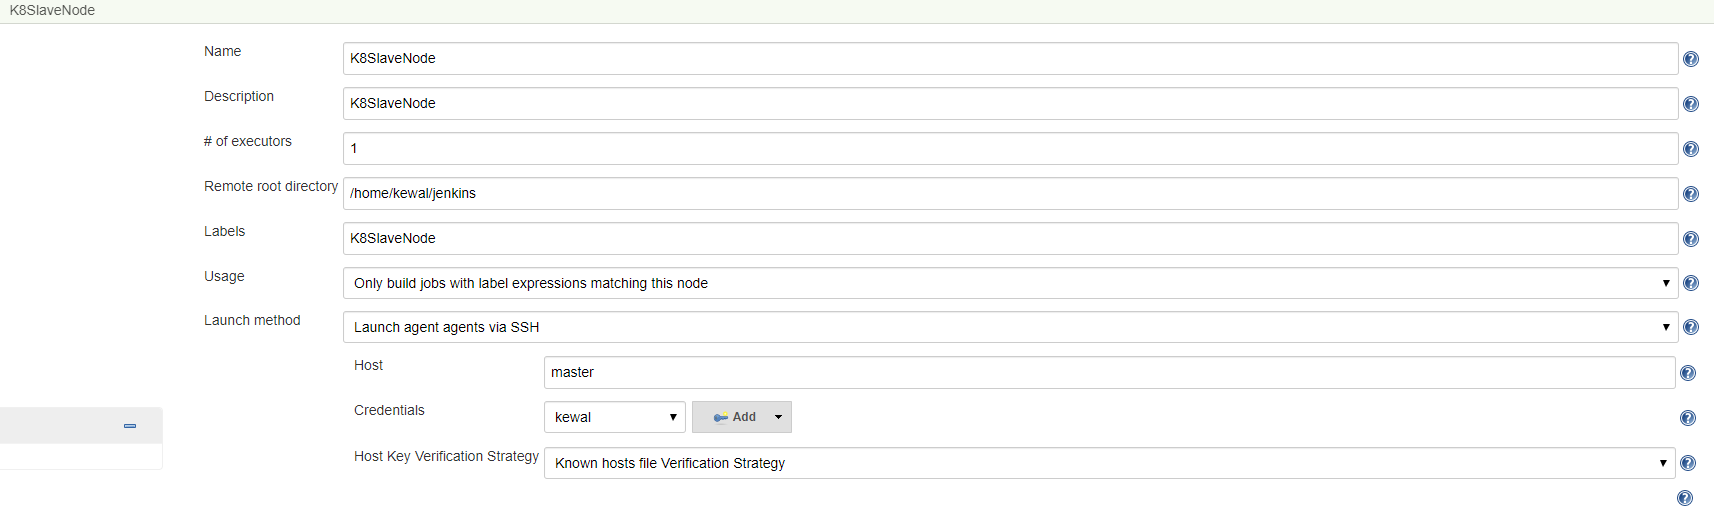 K8SlaveNode
Name K8SlaveNode
Description K8SlaveNode
# of executors 1
Remote root directory /home/kewal/jenkins
Labels K8SlaveNode
Usage Only build jobs with label expressions matching this node
Launch method Launch agent agents via SSH
Host master
Credentials kewal Add
Host Key Verification Strategy Known hosts file Verification Strategy